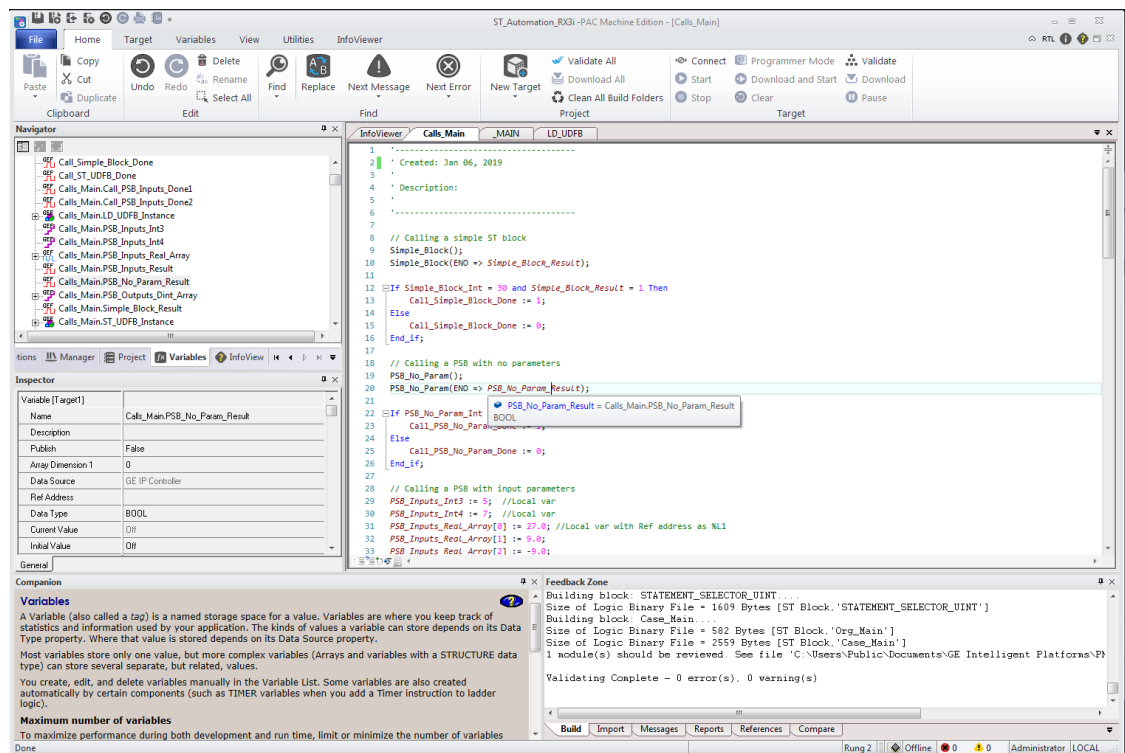 ST_Automation_RX3i -PAC Machine Edition - [Calls_Main]
File Home Target Variables View Utilities InfoViewer RTL
Paste
Copy
Cut
Duplicate
Clipboard
Undo
Redo
Delete
Rename
Select All
Edit
Find
Replace
Next Message
Next Error
Find
New Target
Validate All
Download All
Clean All Build Folders
Project
Connect
Start
Stop
Programmer Mode
Download and Start
Clear
Validate
Download
Pause
Target
Navigator
Call_Simple_Block_Done
Call_ST_UDFB_Done
Calls_Main.Call_PSB_Inputs_Done1
Calls_Main.Call_PSB_Inputs_Done2
Calls_Main.LD_UDFB_Instance
Calls_Main.PSB_Inputs_Int3
Calls_Main.PSB_Inputs_Int4
Calls_Main.PSB_Inputs_Real_Array
Calls_Main.PSB_Inputs_Result
Calls_Main.PSB_No_Param_Result
Calls_Main.PSB_Outputs_Dint_Array
Calls_Main.Simple_Block_Result
Calls_Main.ST_UDFB_Instance
tions Manager Project Variables InfoView
Inspector
Variable [Target1]
Name Calls_Main.PSB_No_Param_Result
Description
Publish False
Array Dimension 1 0
Data Source GE IP Controller
Ref Address
Data Type BOOL
Current Value Off
Initial Value Off
General
InfoViewer Calls_Main _MAIN LD_UDFB
1 '-------------------------------------
2 ' Created: Jan 06, 2019
3 '
4 ' Description:
5 '
6 '-------------------------------------
7
8 // Calling a simple ST block
9 Simple_Block();
10 Simple_Block(ENO => Simple_Block_Result);
11
12 If Simple_Block_Int = 30 and Simple_Block_Result = 1 Then
13 Call_Simple_Block_Done := 1;
14 Else
15 Call_Simple_Block_Done := 0;
16 End_if;
17
18 // Calling a PSB with no parameters
19 PSB_No_Param();
20 PSB_No_Param(ENO => PSB_No_Param_Result);
21
PSB_No_Param_Result = Calls_Main.PSB_No_Param_Result
BOOL
22 If PSB_No_Param_Int
23 Call_PSB_No_Param_Done := 1;
24 Else
25 Call_PSB_No_Param_Done := 0;
26 End_if;
27
28 // Calling a PSB with input parameters
29 PSB_Inputs_Int3 := 5; //Local var
30 PSB_Inputs_Int4 := 7; //Local var
31 PSB_Inputs_Real_Array[0] := 27.0; //Local var with Ref address as %L1
32 PSB_Inputs_Real_Array[1] := 9.0;
33 PSB_Inputs_Real_Array[2] := -9.0;
Companion
Variables
A Variable (also called a tag) is a named storage space for a value. Variables are where you keep track of
statistics and information used by your application. The kinds of values a variable can store depends on its Data
Type property. Where that value is stored depends on its Data Source property.
Most variables store only one value, but more complex variables (Arrays and variables with a STRUCTURE data
type) can store several separate, but related, values.
You create, edit, and delete variables manually in the Variable List. Some variables are also created
automatically by certain components (such as TIMER variables when you add a Timer instruction to ladder
logic).
Maximum number of variables
To maximize performance during both development and run time, limit or minimize the number of variables
Feedback Zone
Building block: STATEMENT_SELECTOR_UINT....
Size of Logic Binary File = 1609 Bytes [ST Block,'STATEMENT_SELECTOR_UINT']
Building block: Case_Main....
Size of Logic Binary File = 582 Bytes [ST Block,'Org_Main']
Size of Logic Binary File = 2559 Bytes [ST Block,'Case_Main']
1 module(s) should be reviewed. See file 'C:\Users\Public\Documents\GE Intelligent Platforms\
Validating Complete - 0 error(s), 0 warning(s)
Build Import Messages Reports References Compare
Done Rung 2 Offline 0 0 Administrator LOCAL